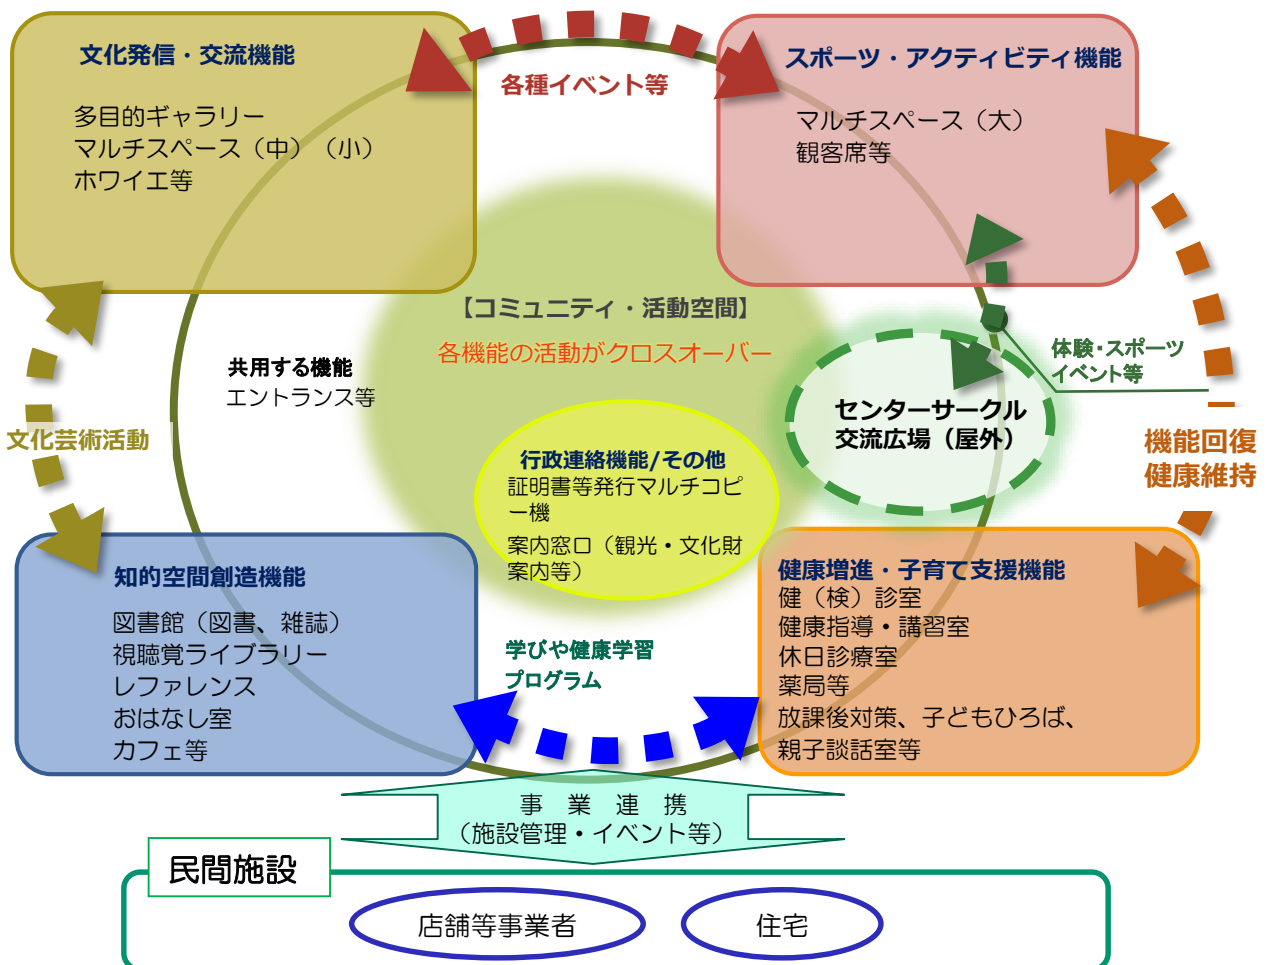 文化発信・交流機能
多目的ギャラリー
マルチスペース（中）（小）
ホワイエ等
各種イベント等
スポーツ・アクティビティ機能
マルチスペース（大）
観客席等
【コミュニティ・活動空間】
各機能の活動がクロスオーバー
共用する機能
エントランス等
体験・スポーツ
イベント等
センターサークル
交流広場（屋外）
文化芸術活動
機能回復
健康維持
行政連絡機能/その他
証明書等発行マルチコピ
ー機
案内窓口（観光・文化財
案内等）
知的空間創造機能
図書館（図書、雑誌）
視聴覚ライブラリー
レファレンス
おはなし室
カフェ等
学びや健康学習
プログラム
健康増進・子育て支援機能
健（検）診室
健康指導・講習室
休日診療室
薬局等
放課後対策、子どもひろば、
親子談話室等
事　業　連　携
（施設管理・イベント等）
民間施設
店舗等事業者
住宅